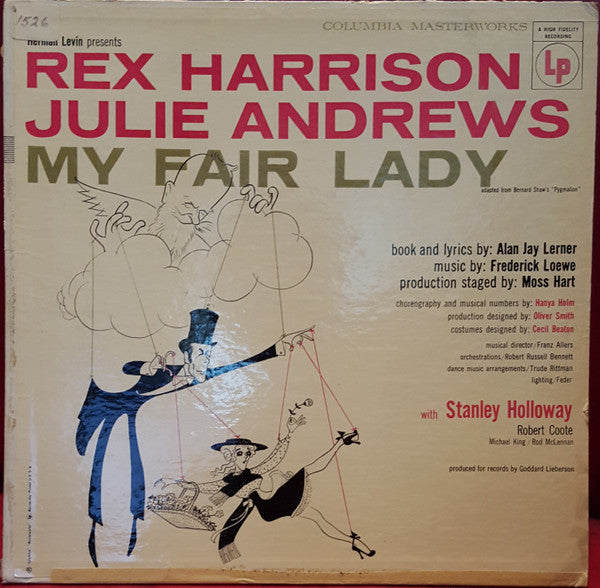 1526
COLUMBIA MASTERWORKS
A HIGH FIDELITY
RECORDING
LP
Herman Levin presents
REX HARRISON
JULIE ANDREWS
MY FAIR LADY
adapted from Bernard Shaw's "Pygmalion"
book and lyrics by: Alan Jay Lerner
music by: Frederick Loewe
production staged by: Moss Hart
choreography and musical numbers by: Hanya Holm
production designed by: Oliver Smith
costumes designed by: Cecil Beaton
musical director/Franz Allers
orchestrations/Robert Russell Bennett
dance music arrangements/Trude Rittman
lighting/Feder
with Stanley Holloway
Robert Coote
Michael King / Rod McLennan
produced for records by Goddard Lieberson